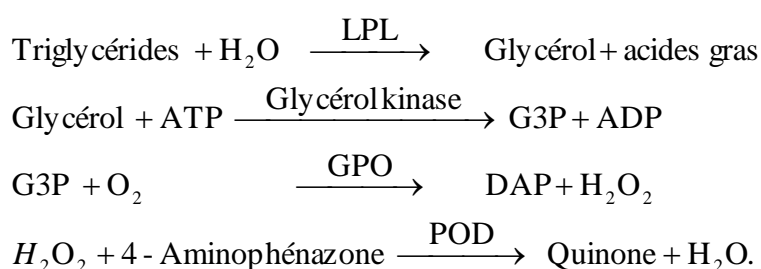 Triglycérides + H₂O —LPL→ Glycérol + acides gras
Glycérol + ATP —Glycérol kinase→ G3P + ADP
G3P + O₂ —GPO→ DAP + H₂O₂
H₂O₂ + 4 - Aminophénazone —POD→ Quinone + H₂O.